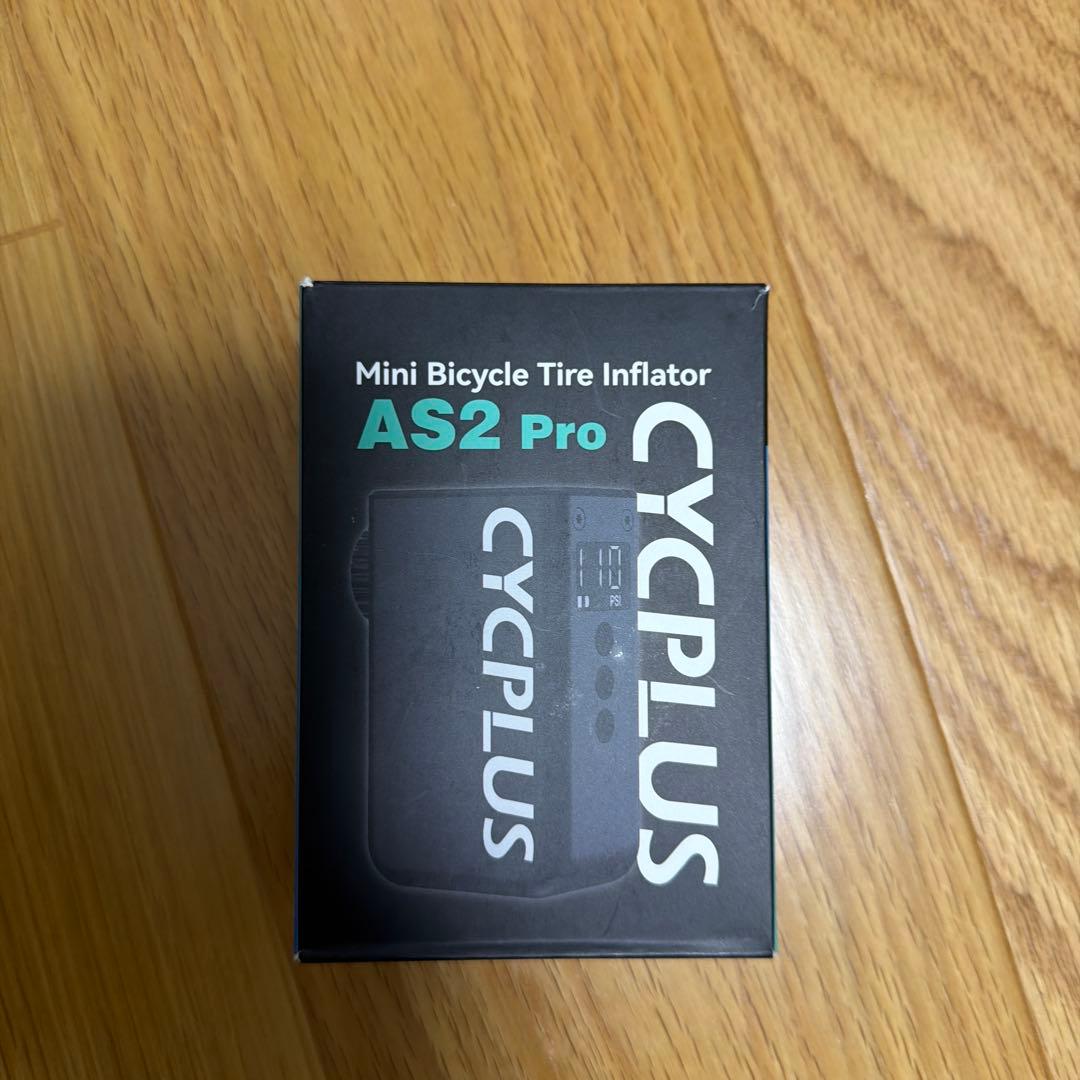 Mini Bicycle Tire Inflator
AS2 Pro
CYCPLUS
CYCPLUS
110
PSI